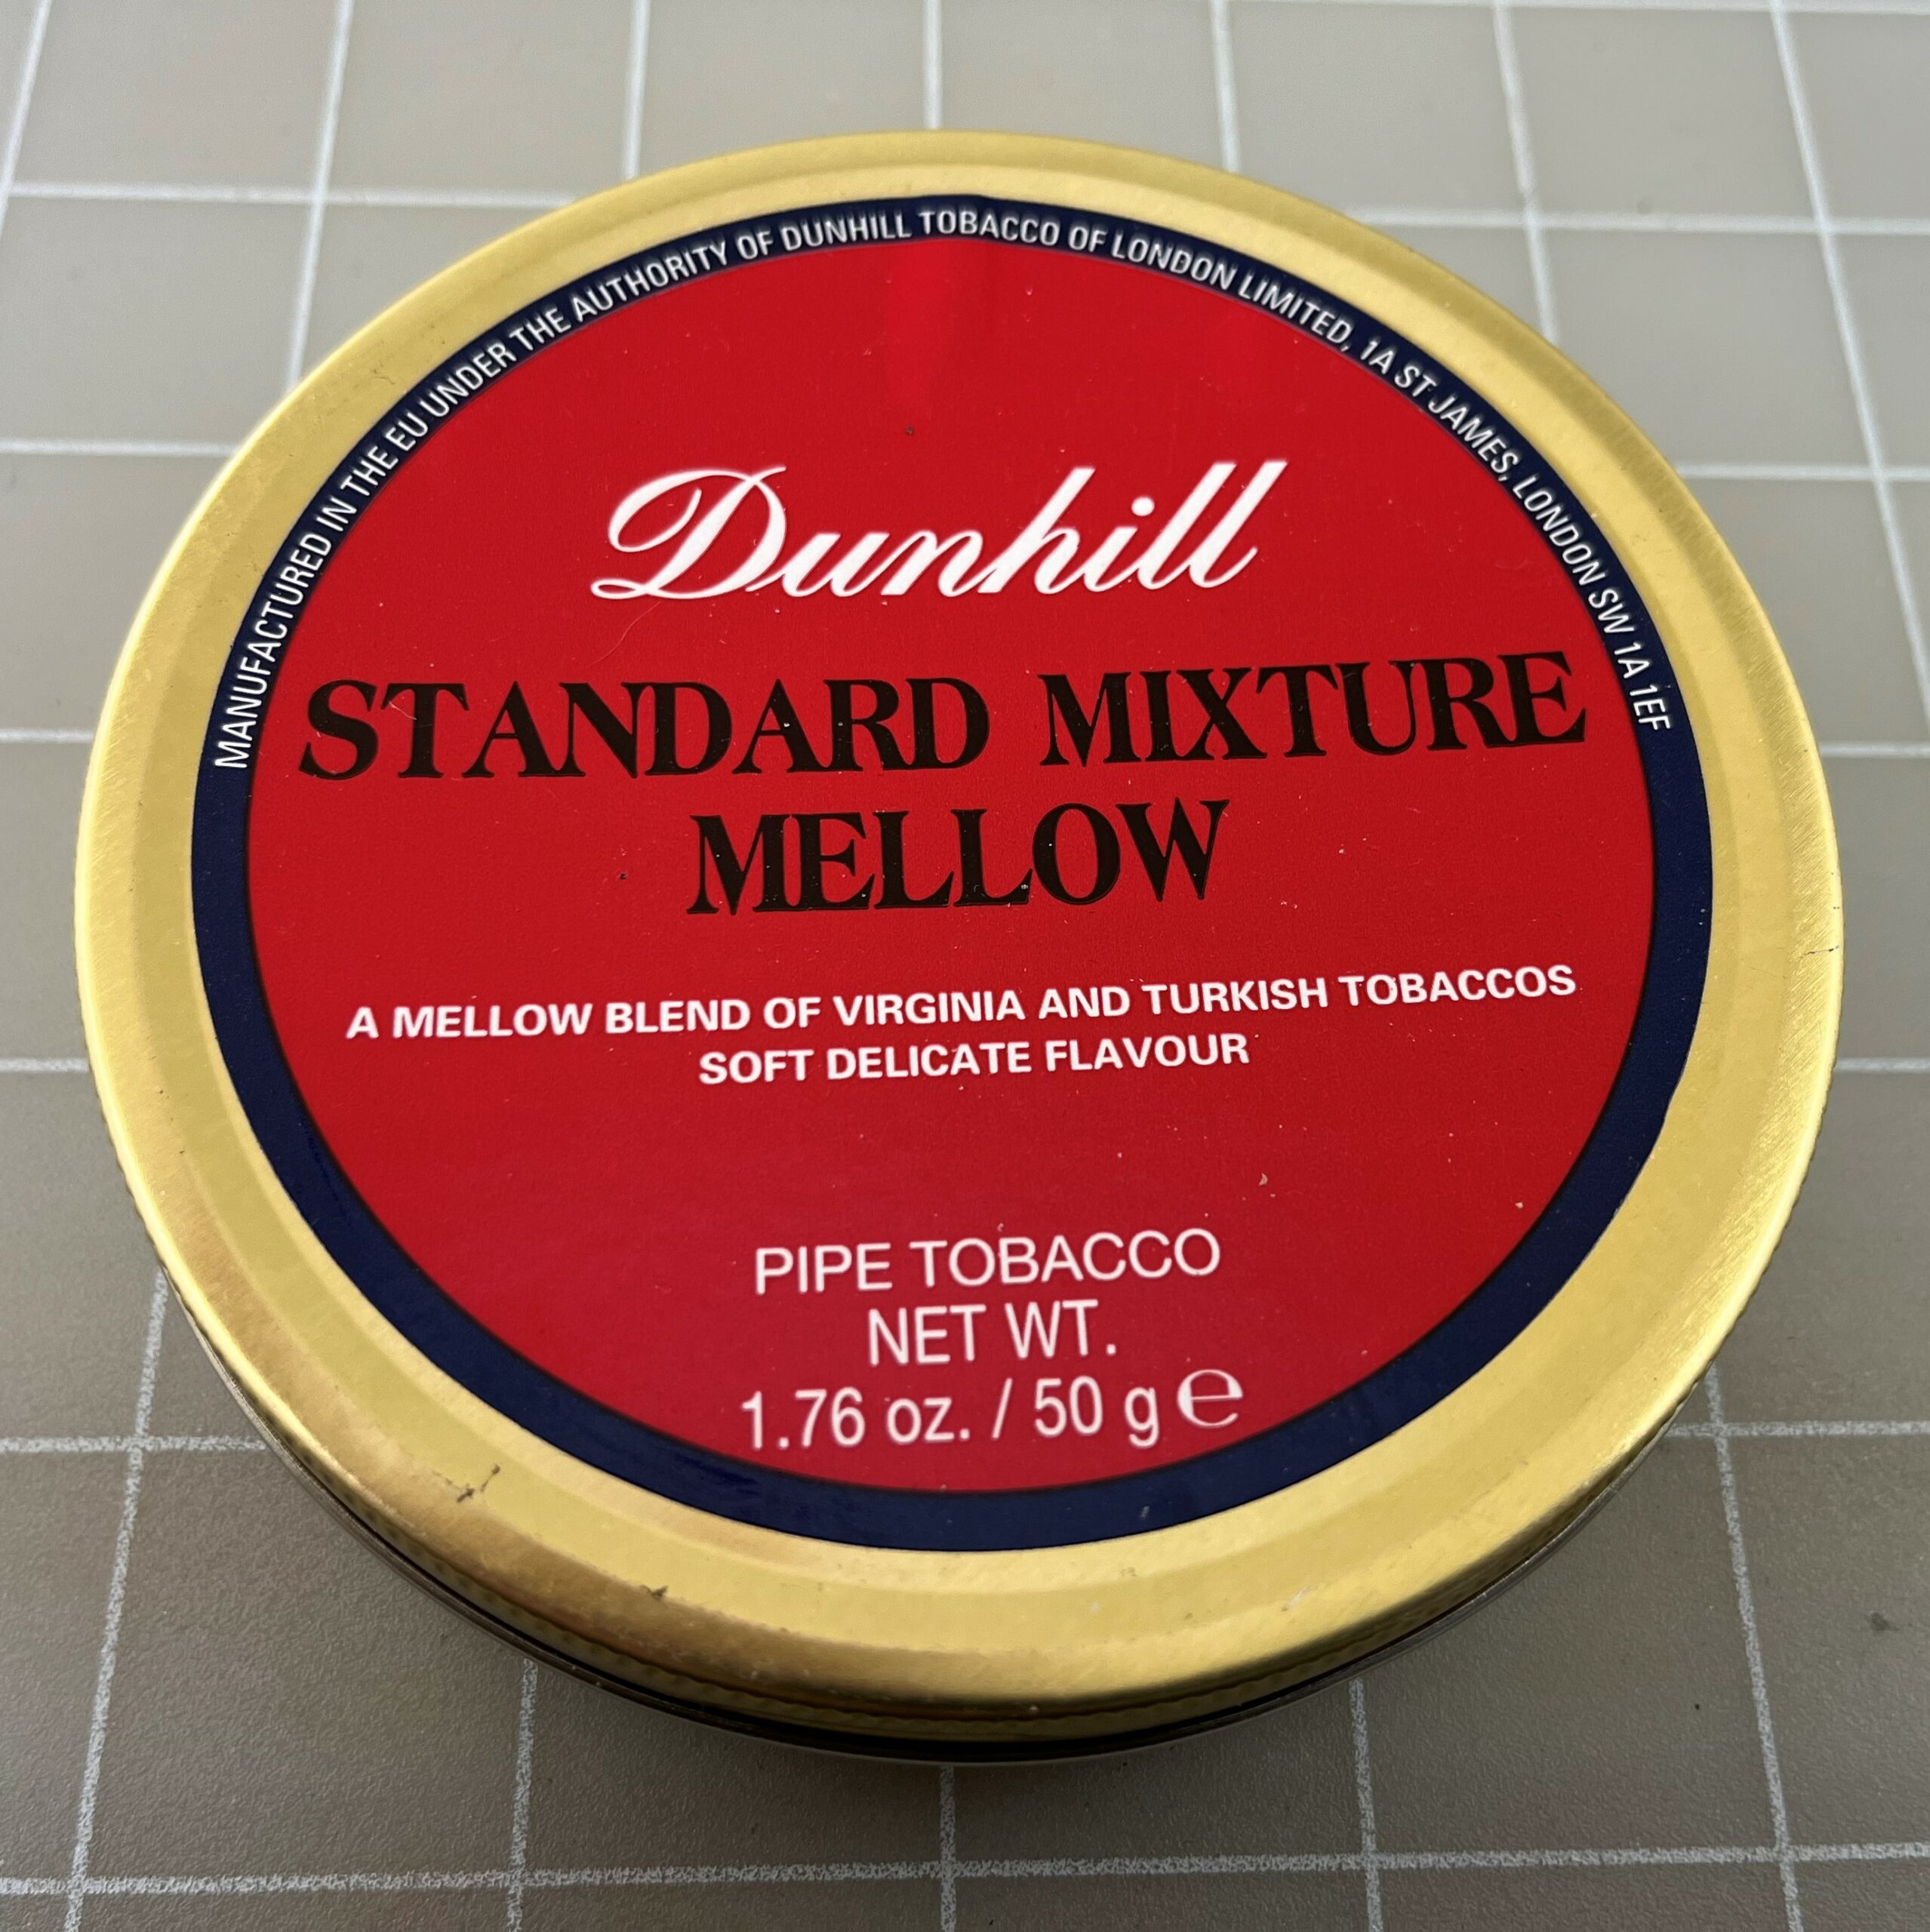 MANUFACTURED IN THE EU UNDER THE AUTHORITY OF DUNHILL TOBACCO OF LONDON LIMITED, 1A ST JAMES, LONDON SW 1A 1EF
Dunhill
STANDARD MIXTURE
MELLOW
A MELLOW BLEND OF VIRGINIA AND TURKISH TOBACCOS
SOFT DELICATE FLAVOUR
PIPE TOBACCO
NET WT.
1.76 oz. / 50 g ℮